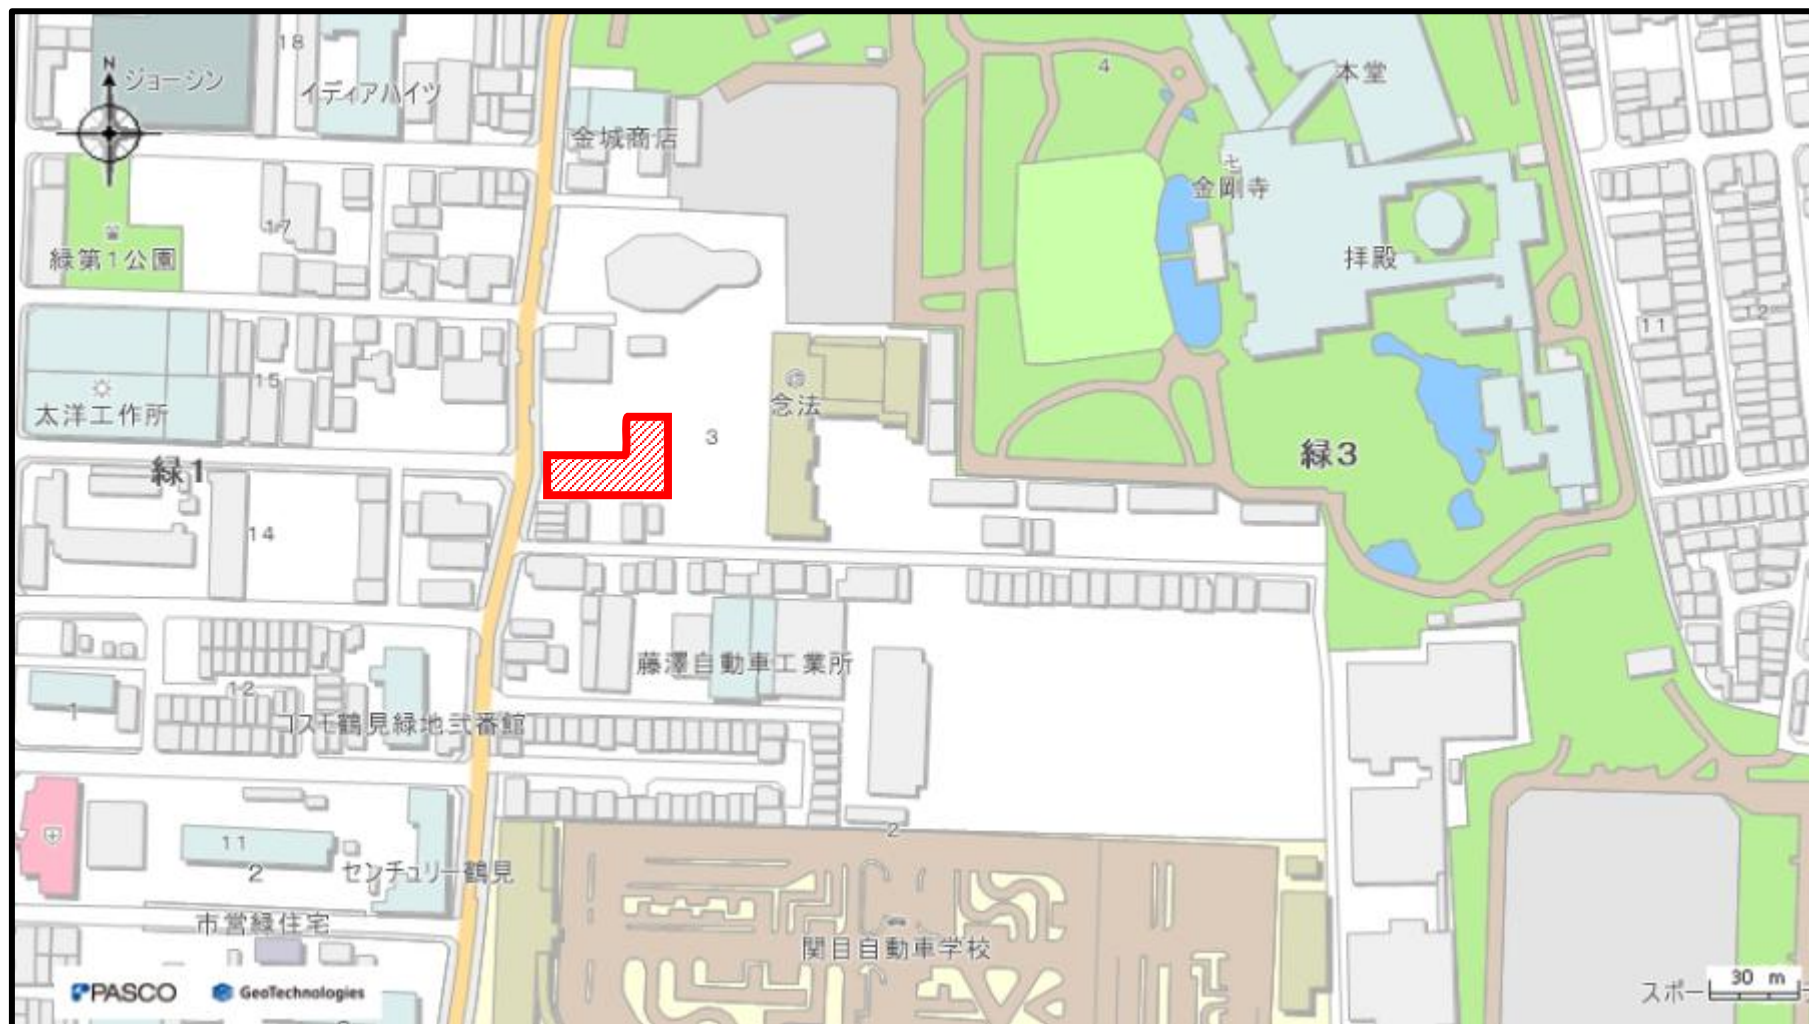 18
4
N
ジョーシン
本堂
イディアハイツ
金城商店
金剛寺
17
緑第1公園
拝殿
12
11
15
念法
太洋工作所
3
緑3
緑1
14
藤澤自動車工業所
12
1
コスモ鶴見緑地弐番館
2
11
2
センチュリー鶴見
市営緑住宅
関目自動車学校
30 m
PASCO
GeoTechnologies
スポー